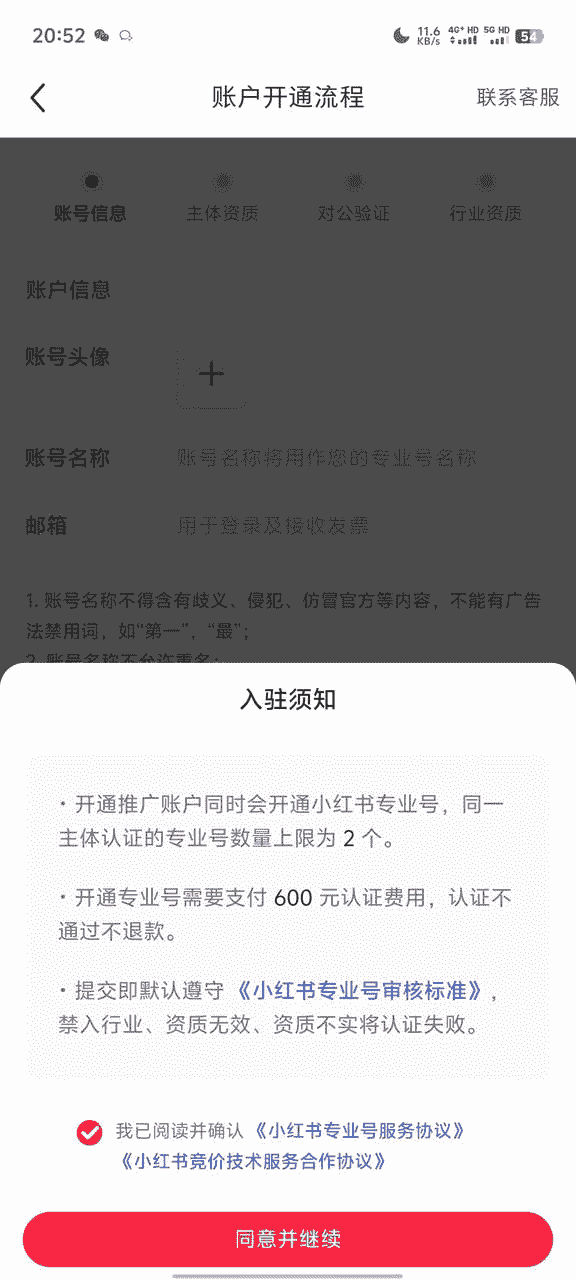 20:52
11.6 KB/s 4G+ HD 5G HD 54
账户开通流程
联系客服
账号信息 主体资质 对公验证 行业资质
账户信息
账号头像
账号名称 账号名称将用作您的专业号名称
邮箱 用于登录及接收发票
1. 账号名称不得含有歧义、侵犯、仿冒官方等内容，不能有广告
法禁用词，如“第一”，“最”；
2. 账号名称不允许重名；
入驻须知
· 开通推广账户同时会开通小红书专业号，同一
主体认证的专业号数量上限为 2 个。
· 开通专业号需要支付 600 元认证费用，认证不
通过不退款。
· 提交即默认遵守《小红书专业号审核标准》，
禁入行业、资质无效、资质不实将认证失败。
我已阅读并确认《小红书专业号服务协议》
《小红书竞价技术服务合作协议》
同意并继续